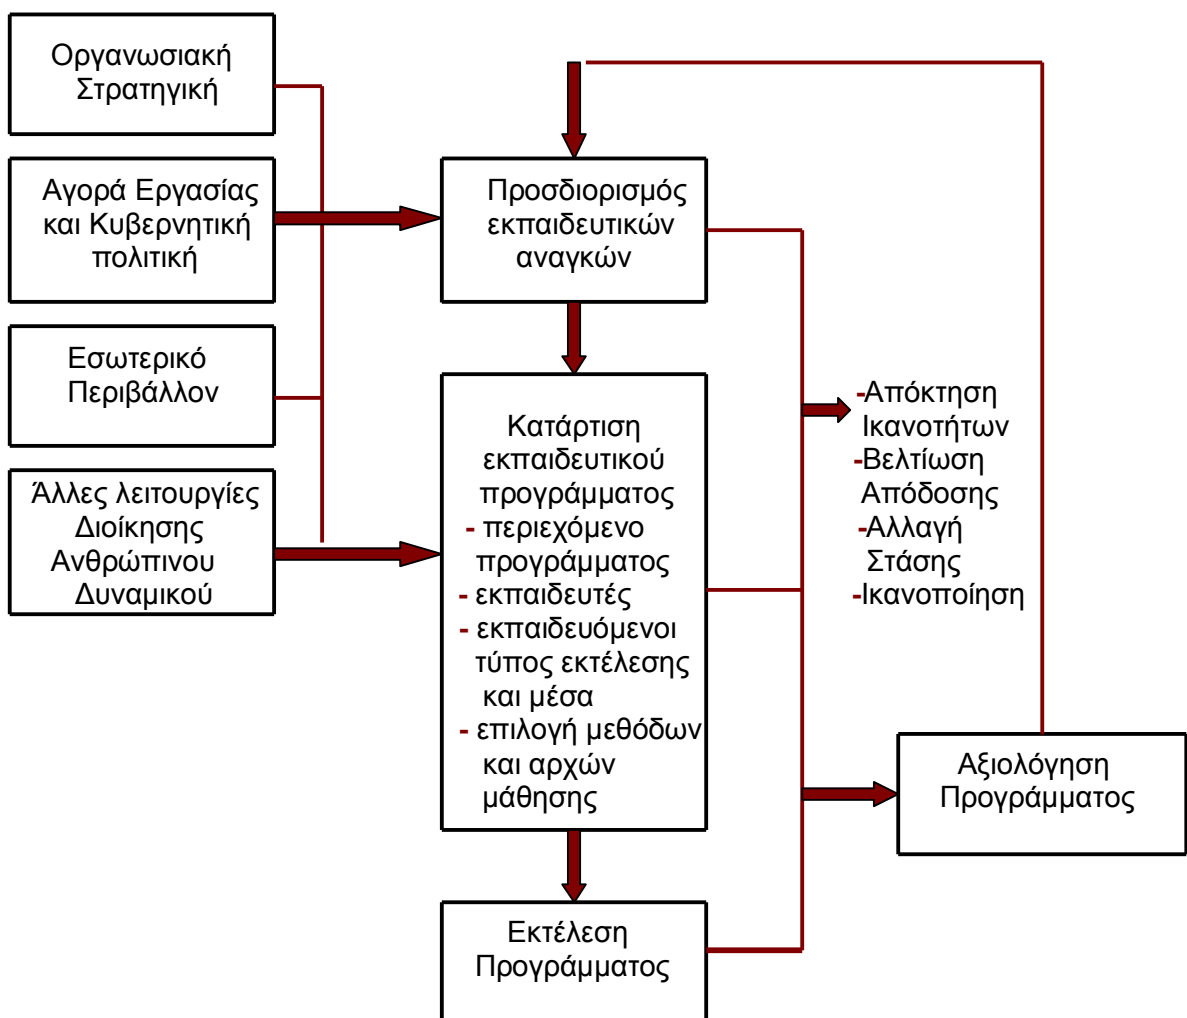 Οργανωσιακή
Στρατηγική
Αγορά Εργασίας
και Κυβερνητική
πολιτική
Εσωτερικό
Περιβάλλον
Άλλες λειτουργίες
Διοίκησης
Ανθρώπινου
Δυναμικού
Προσδιορισμός
εκπαιδευτικών
αναγκών
Κατάρτιση
εκπαιδευτικού
προγράμματος
- περιεχόμενο
προγράμματος
- εκπαιδευτές
- εκπαιδευόμενοι
τύπος εκτέλεσης
και μέσα
- επιλογή μεθόδων
και αρχών
μάθησης
Εκτέλεση
Προγράμματος
-Απόκτηση
Ικανοτήτων
-Βελτίωση
Απόδοσης
-Αλλαγή
Στάσης
-Ικανοποίηση
Αξιολόγηση
Προγράμματος